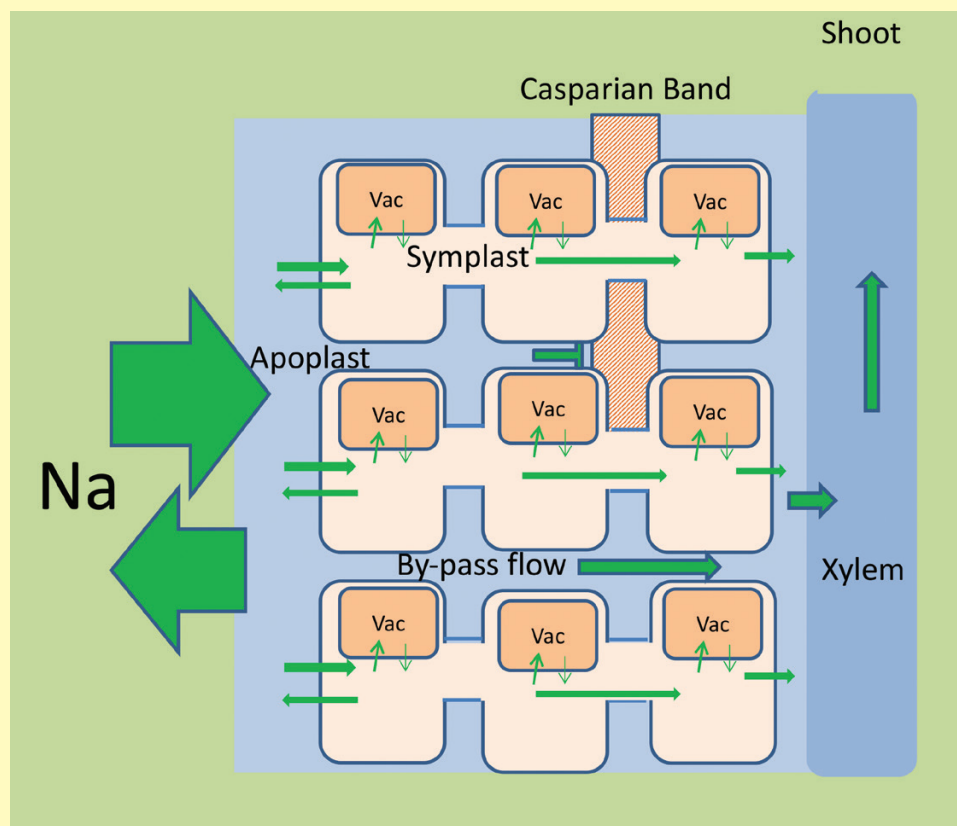 Shoot
Casparian Band
Vac
Vac
Vac
Symplast
Apoplast
Vac
Vac
Vac
Na
By-pass flow
Xylem
Vac
Vac
Vac